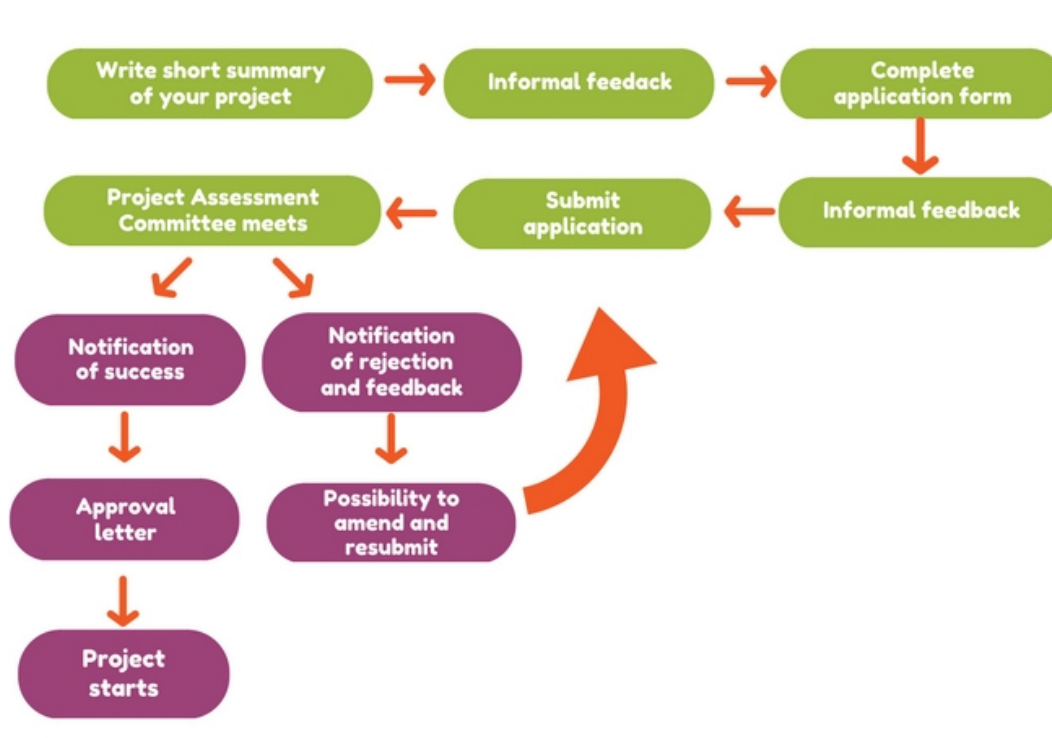 Write short summary
of your project
Informal feedack
Complete
application form
Informal feedback
Submit
application
Project Assessment
Committee meets
Notification
of success
Notification
of rejection
and feedback
Approval
letter
Possibility to
amend and
resubmit
Project
starts